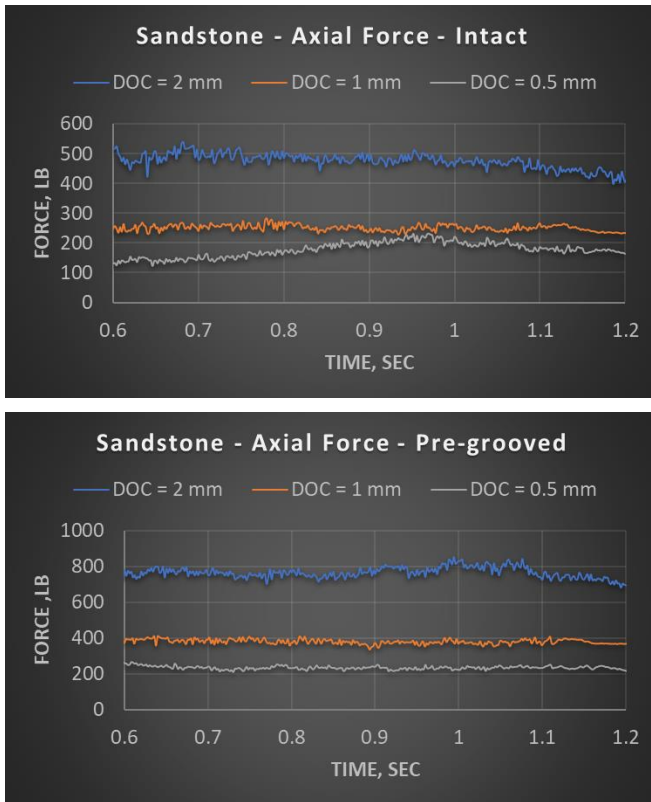 Sandstone - Axial Force - Intact
DOC = 2 mm DOC = 1 mm DOC = 0.5 mm
600
500
400
300
200
100
0
FORCE, LB
0.6 0.7 0.8 0.9 1 1.1 1.2
TIME, SEC
Sandstone - Axial Force - Pre-grooved
DOC = 2 mm DOC = 1 mm DOC = 0.5 mm
1000
800
600
400
200
0
FORCE ,LB
0.6 0.7 0.8 0.9 1 1.1 1.2
TIME, SEC